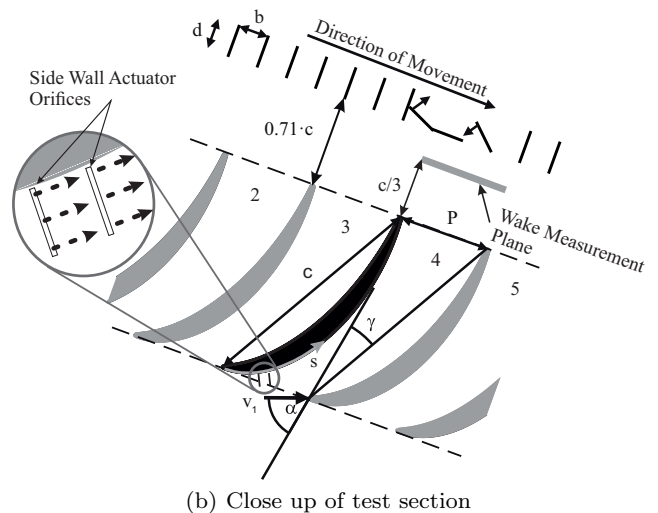 d
b
Direction of Movement
Side Wall Actuator
Orifices
0.71·c
c/3
Wake Measurement
Plane
P
2
3
4
5
c
γ
s
v₁
α
(b) Close up of test section